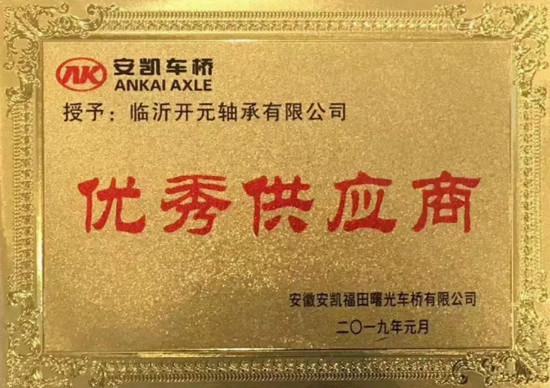 安凯车桥
ANKAI AXLE
授予：临沂开元轴承有限公司
优秀供应商
安徽安凯福田曙光车桥有限公司
二〇一九年元月